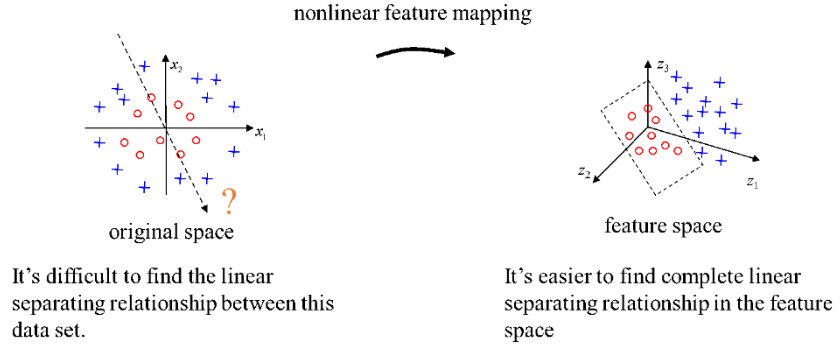 nonlinear feature mapping
x₂
x₁
?
original space
z₃
z₂
z₁
feature space
It's difficult to find the linear
separating relationship between this
data set.
It's easier to find complete linear
separating relationship in the feature
space